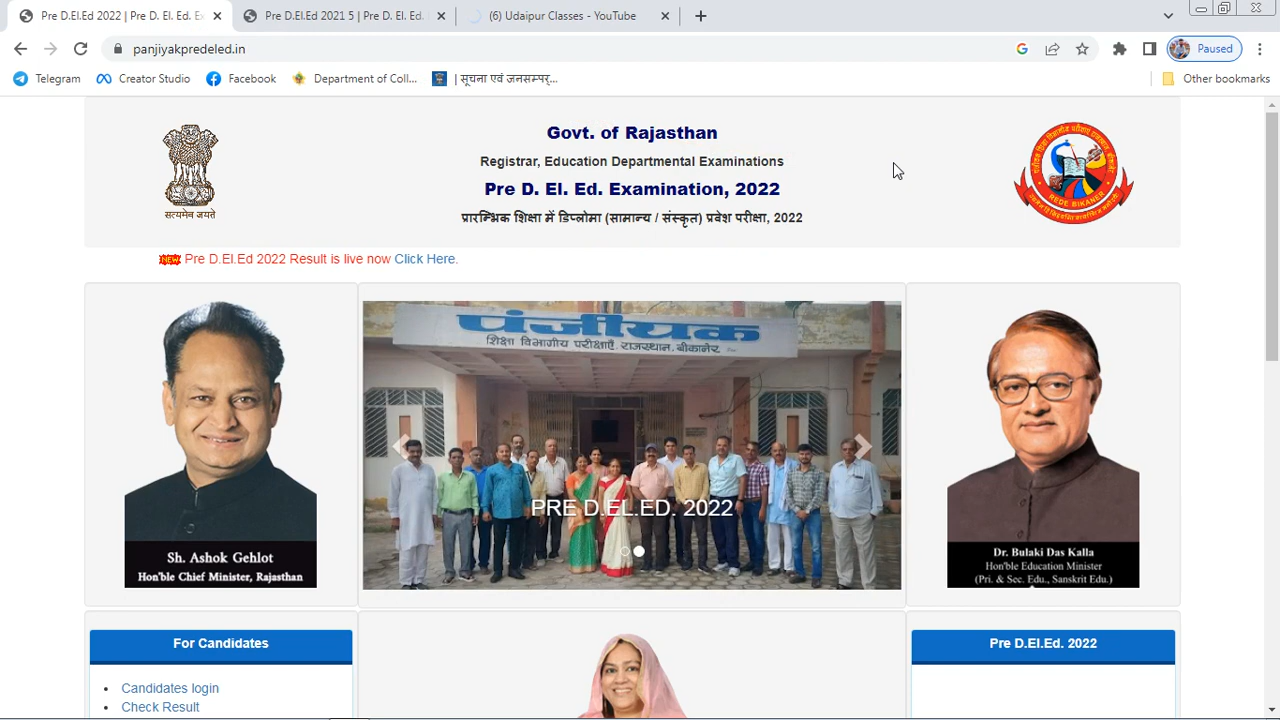 Pre D.El.Ed 2022 | Pre D. El. Ed. Ex
Pre D.El.Ed 2021 5 | Pre D. El. Ed.
(6) Udaipur Classes - YouTube
panjiyakpredeled.in
Paused
Telegram
Creator Studio
Facebook
Department of Coll...
| सूचना एवं जनसम्पर्...
Other bookmarks
Govt. of Rajasthan
Registrar, Education Departmental Examinations
Pre D. El. Ed. Examination, 2022
प्रारम्भिक शिक्षा में डिप्लोमा (सामान्य / संस्कृत) प्रवेश परीक्षा, 2022
सत्यमेव जयते
REDE BIKANER
NEW Pre D.El.Ed 2022 Result is live now Click Here.
पंजीयक
शिक्षा विभागीय परीक्षाएँ, राजस्थान, बीकानेर
PRE D.EL.ED. 2022
Sh. Ashok Gehlot
Hon'ble Chief Minister, Rajasthan
Dr. Bulaki Das Kalla
Hon'ble Education Minister
(Pri. & Sec. Edu., Sanskrit Edu.)
For Candidates
Candidates login
Check Result
Pre D.El.Ed. 2022